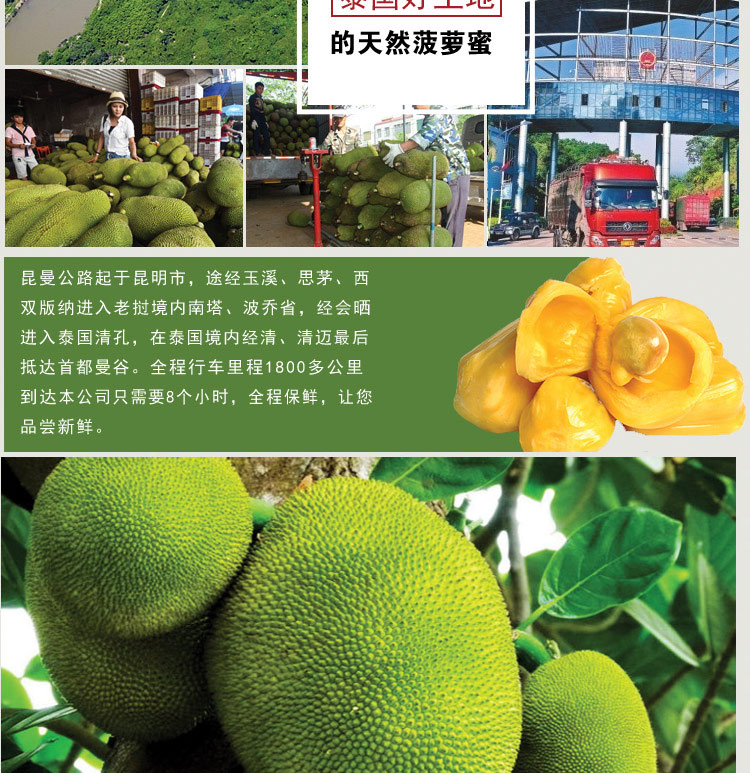 泰国好土地
的天然菠萝蜜
昆曼公路起于昆明市，途经玉溪、思茅、西
双版纳进入老挝境内南塔、波乔省，经会晒
进入泰国清孔，在泰国境内经清、清迈最后
抵达首都曼谷。全程行车里程1800多公里
到达本公司只需要8个小时，全程保鲜，让您
品尝新鲜。